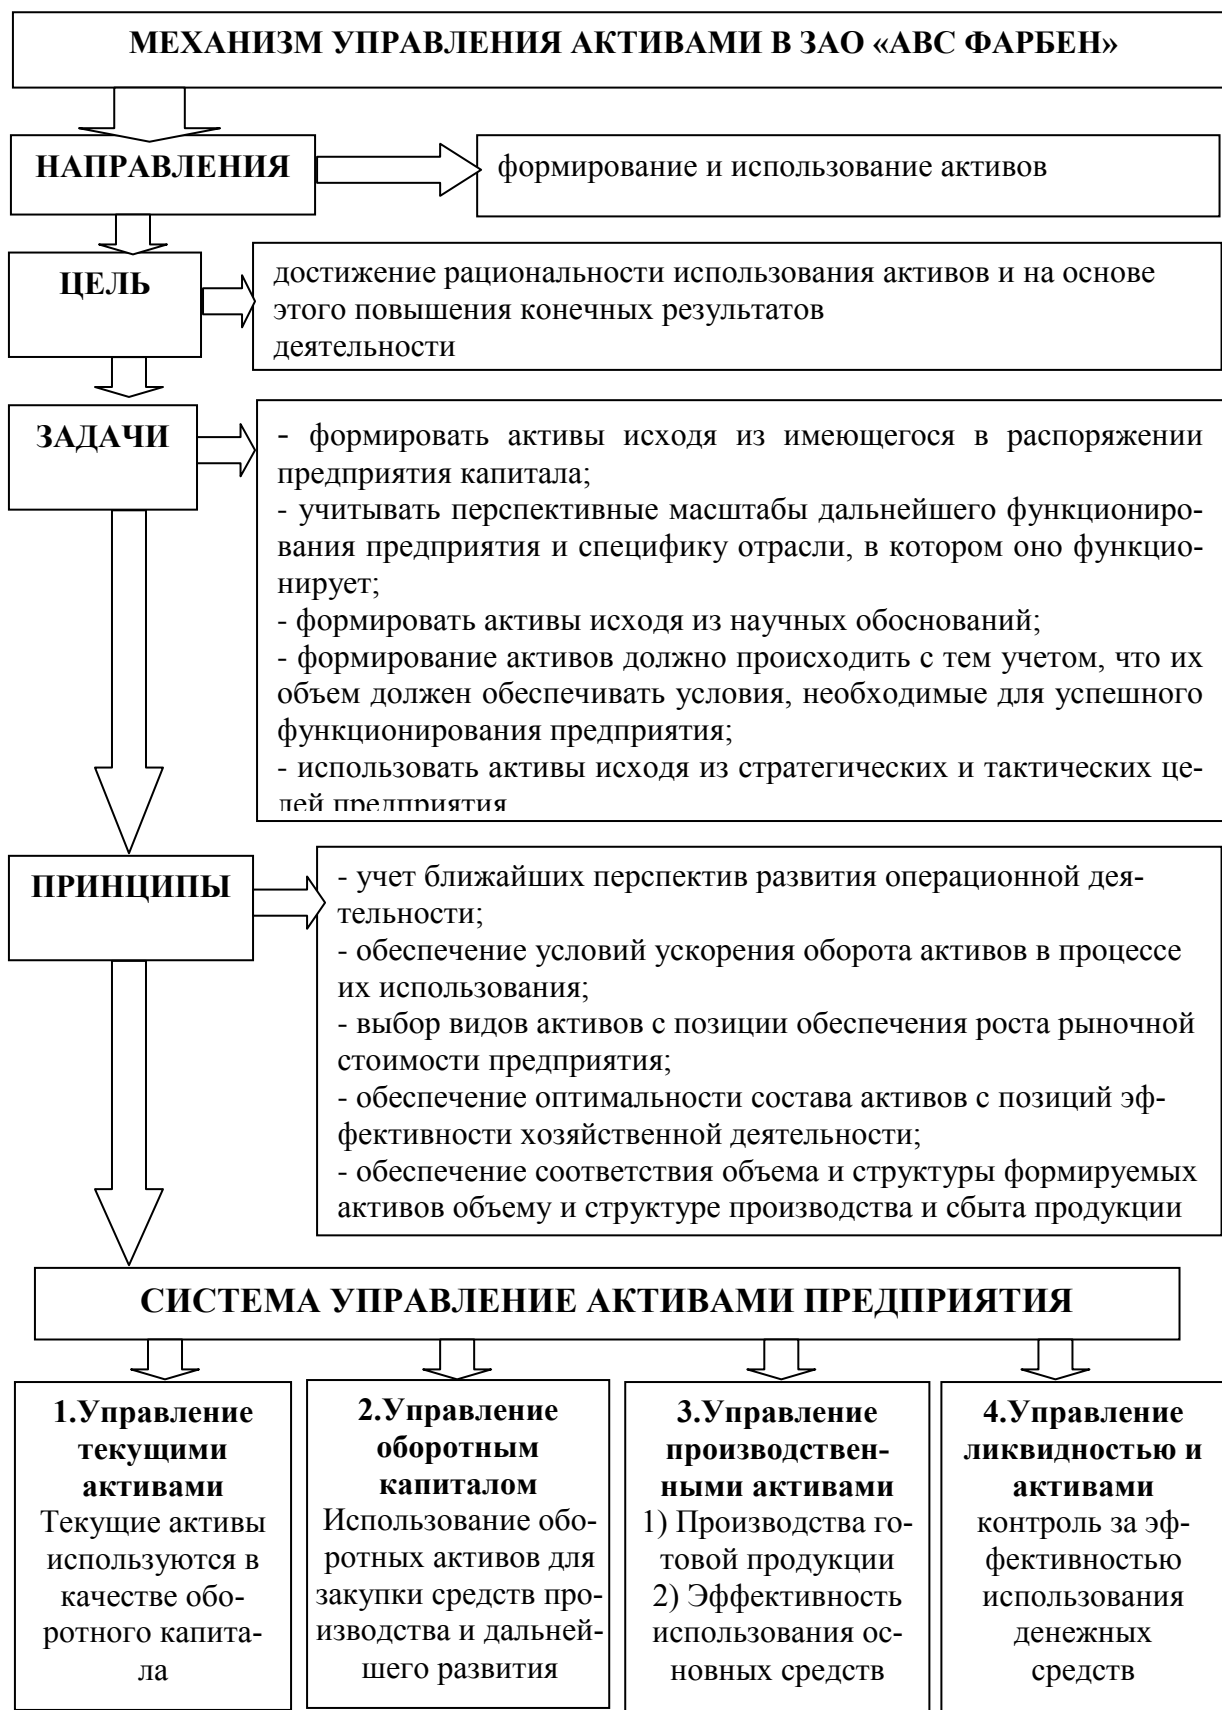 МЕХАНИЗМ УПРАВЛЕНИЯ АКТИВАМИ В ЗАО «АВС ФАРБЕН»
НАПРАВЛЕНИЯ
формирование и использование активов
ЦЕЛЬ
достижение рациональности использования активов и на основе
этого повышения конечных результатов
деятельности
ЗАДАЧИ
- формировать активы исходя из имеющегося в распоряжении
предприятия капитала;
- учитывать перспективные масштабы дальнейшего функциониро-
вания предприятия и специфику отрасли, в котором оно функцио-
нирует;
- формировать активы исходя из научных обоснований;
- формирование активов должно происходить с тем учетом, что их
объем должен обеспечивать условия, необходимые для успешного
функционирования предприятия;
- использовать активы исходя из стратегических и тактических це-
лей предприятия
ПРИНЦИПЫ
- учет ближайших перспектив развития операционной дея-
тельности;
- обеспечение условий ускорения оборота активов в процессе
их использования;
- выбор видов активов с позиции обеспечения роста рыночной
стоимости предприятия;
- обеспечение оптимальности состава активов с позиций эф-
фективности хозяйственной деятельности;
- обеспечение соответствия объема и структуры формируемых
активов объему и структуре производства и сбыта продукции
СИСТЕМА УПРАВЛЕНИЕ АКТИВАМИ ПРЕДПРИЯТИЯ
1.Управление
текущими
активами
Текущие активы
используются в
качестве обо-
ротного капита-
ла
2.Управление
оборотным
капиталом
Использование обо-
ротных активов для
закупки средств про-
изводства и дальней-
шего развития
3.Управление
производствен-
ными активами
1) Производства го-
товой продукции
2) Эффективность
использования ос-
новных средств
4.Управление
ликвидностью и
активами
контроль за эф-
фективностью
использования
денежных
средств